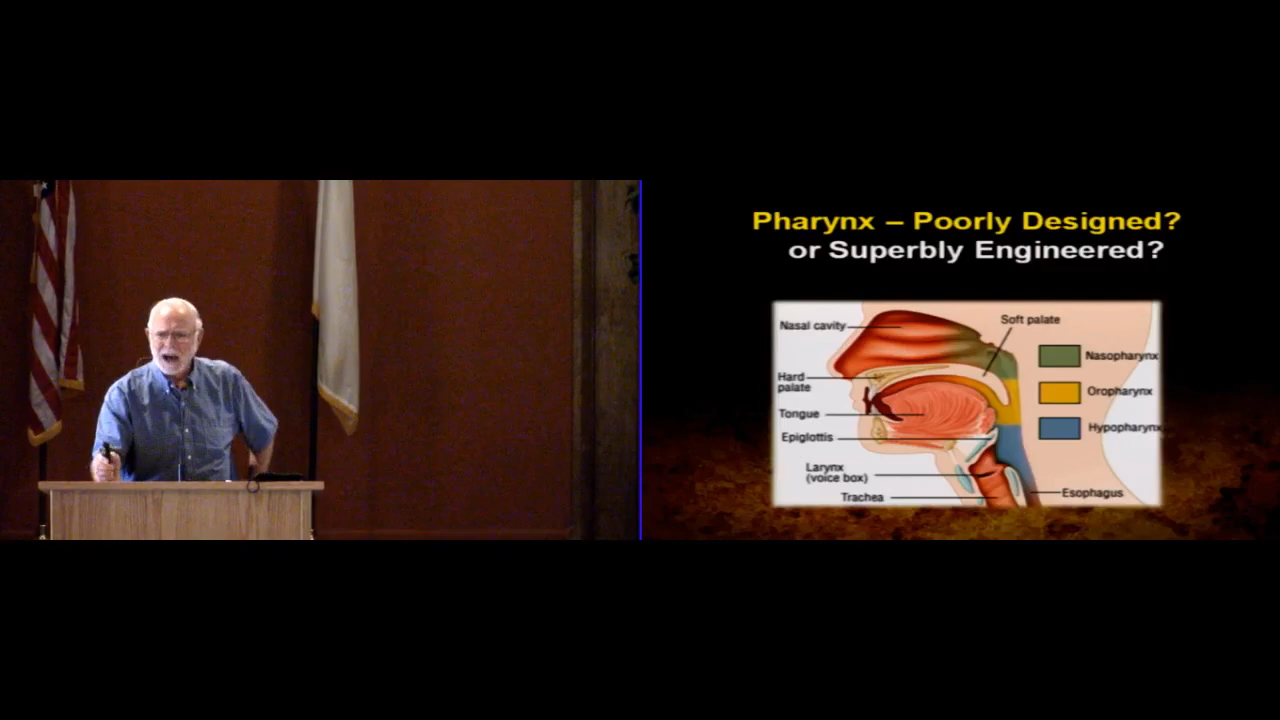 Pharynx – Poorly Designed?
or Superbly Engineered?
Nasal cavity
Soft palate
Nasopharynx
Hard
palate
Oropharynx
Tongue
Hypopharynx
Epiglottis
Larynx
(voice box)
Trachea
Esophagus